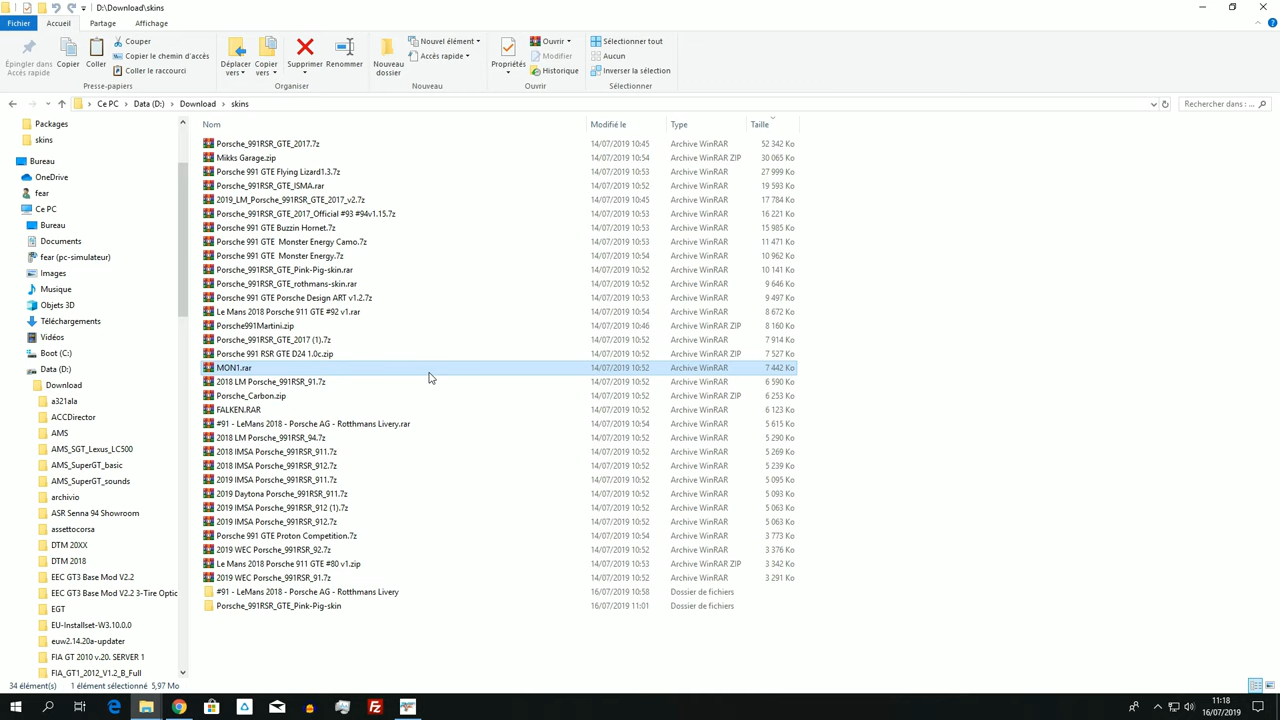 D:\Download\skins
Fichier Accueil Partage Affichage
Épingler dans Accès rapide
Copier
Coller
Couper
Copier le chemin d'accès
Coller le raccourci
Presse-papiers
Déplacer vers
Copier vers
Supprimer
Renommer
Organiser
Nouveau dossier
Nouvel élément
Accès rapide
Nouveau
Propriétés
Ouvrir
Modifier
Historique
Ouvrir
Sélectionner tout
Aucun
Inverser la sélection
Sélectionner
Ce PC > Data (D:) > Download > skins
Rechercher dans : ...
Packages
skins
Bureau
OneDrive
fear
Ce PC
Bureau
Documents
fear (pc-simulateur)
Images
Musique
Objets 3D
Téléchargements
Vidéos
Boot (C:)
Data (D:)
Download
a321ala
ACCDirector
AMS
AMS_SGT_Lexus_LC500
AMS_SuperGT_basic
AMS_SuperGT_sounds
archivio
ASR Senna 94 Showroom
assettocorsa
DTM 20XX
DTM 2018
EEC GT3 Base Mod V2.2
EEC GT3 Base Mod V2.2 3-Tire Optic
EGT
EU-Installset-W3.10.0.0
euw2.14.20a-updater
FIA GT 2010 v.20. SERVER 1
FIA_GT1_2012_V1.2_B_Full
Nom Modifié le Type Taille
Porsche_991RSR_GTE_2017.7z 14/07/2019 10:45 Archive WinRAR 52 342 Ko
Mikks Garage.zip 14/07/2019 10:54 Archive WinRAR ZIP 30 065 Ko
Porsche 991 GTE Flying Lizard1.3.7z 14/07/2019 10:53 Archive WinRAR 27 999 Ko
Porsche_991RSR_GTE_ISMA.rar 14/07/2019 10:52 Archive WinRAR 19 593 Ko
2019_LM_Porsche_991RSR_GTE_2017_v2.7z 14/07/2019 10:45 Archive WinRAR 17 784 Ko
Porsche_991RSR_GTE_2017_Official #93 #94v1.15.7z 14/07/2019 10:53 Archive WinRAR 16 221 Ko
Porsche 991 GTE Buzzin Hornet.7z 14/07/2019 10:53 Archive WinRAR 15 985 Ko
Porsche 991 GTE  Monster Energy Camo.7z 14/07/2019 10:53 Archive WinRAR 11 471 Ko
Porsche 991 GTE  Monster Energy.7z 14/07/2019 10:54 Archive WinRAR 10 962 Ko
Porsche_991RSR_GTE_Pink-Pig-skin.rar 14/07/2019 10:52 Archive WinRAR 10 141 Ko
Porsche_991RSR_GTE_rothmans-skin.rar 14/07/2019 10:52 Archive WinRAR 9 646 Ko
Porsche 991 GTE Porsche Design ART v1.2.7z 14/07/2019 10:53 Archive WinRAR 9 497 Ko
Le Mans 2018 Porsche 911 GTE #92 v1.rar 14/07/2019 10:54 Archive WinRAR 8 672 Ko
Porsche991Martini.zip 14/07/2019 10:46 Archive WinRAR ZIP 8 160 Ko
Porsche_991RSR_GTE_2017 (1).7z 14/07/2019 10:52 Archive WinRAR 7 914 Ko
Porsche 991 RSR GTE D24 1.0c.zip 14/07/2019 10:54 Archive WinRAR ZIP 7 527 Ko
MON1.rar 14/07/2019 10:52 Archive WinRAR 7 442 Ko
2018 LM Porsche_991RSR_91.7z 14/07/2019 10:52 Archive WinRAR 6 590 Ko
Porsche_Carbon.zip 14/07/2019 10:54 Archive WinRAR ZIP 6 253 Ko
FALKEN.RAR 14/07/2019 10:52 Archive WinRAR 6 123 Ko
#91 - LeMans 2018 - Porsche AG - Rotthmans Livery.rar 14/07/2019 10:54 Archive WinRAR 5 615 Ko
2018 LM Porsche_991RSR_94.7z 14/07/2019 10:52 Archive WinRAR 5 290 Ko
2018 IMSA Porsche_991RSR_911.7z 14/07/2019 10:52 Archive WinRAR 5 269 Ko
2018 IMSA Porsche_991RSR_912.7z 14/07/2019 10:52 Archive WinRAR 5 239 Ko
2019 IMSA Porsche_991RSR_911.7z 14/07/2019 10:52 Archive WinRAR 5 095 Ko
2019 Daytona Porsche_991RSR_911.7z 14/07/2019 10:52 Archive WinRAR 5 093 Ko
2019 IMSA Porsche_991RSR_912 (1).7z 14/07/2019 10:52 Archive WinRAR 5 063 Ko
2019 IMSA Porsche_991RSR_912.7z 14/07/2019 10:52 Archive WinRAR 5 063 Ko
Porsche 991 GTE Proton Competition.7z 14/07/2019 10:54 Archive WinRAR 3 773 Ko
2019 WEC Porsche_991RSR_92.7z 14/07/2019 10:52 Archive WinRAR 3 376 Ko
Le Mans 2018 Porsche 911 GTE #80 v1.zip 14/07/2019 10:53 Archive WinRAR ZIP 3 342 Ko
2019 WEC Porsche_991RSR_91.7z 14/07/2019 10:52 Archive WinRAR 3 291 Ko
#91 - LeMans 2018 - Porsche AG - Rotthmans Livery 16/07/2019 10:58 Dossier de fichiers
Porsche_991RSR_GTE_Pink-Pig-skin 16/07/2019 11:01 Dossier de fichiers
34 élément(s) 1 élément sélectionné 5,97 Mo
11:18
16/07/2019